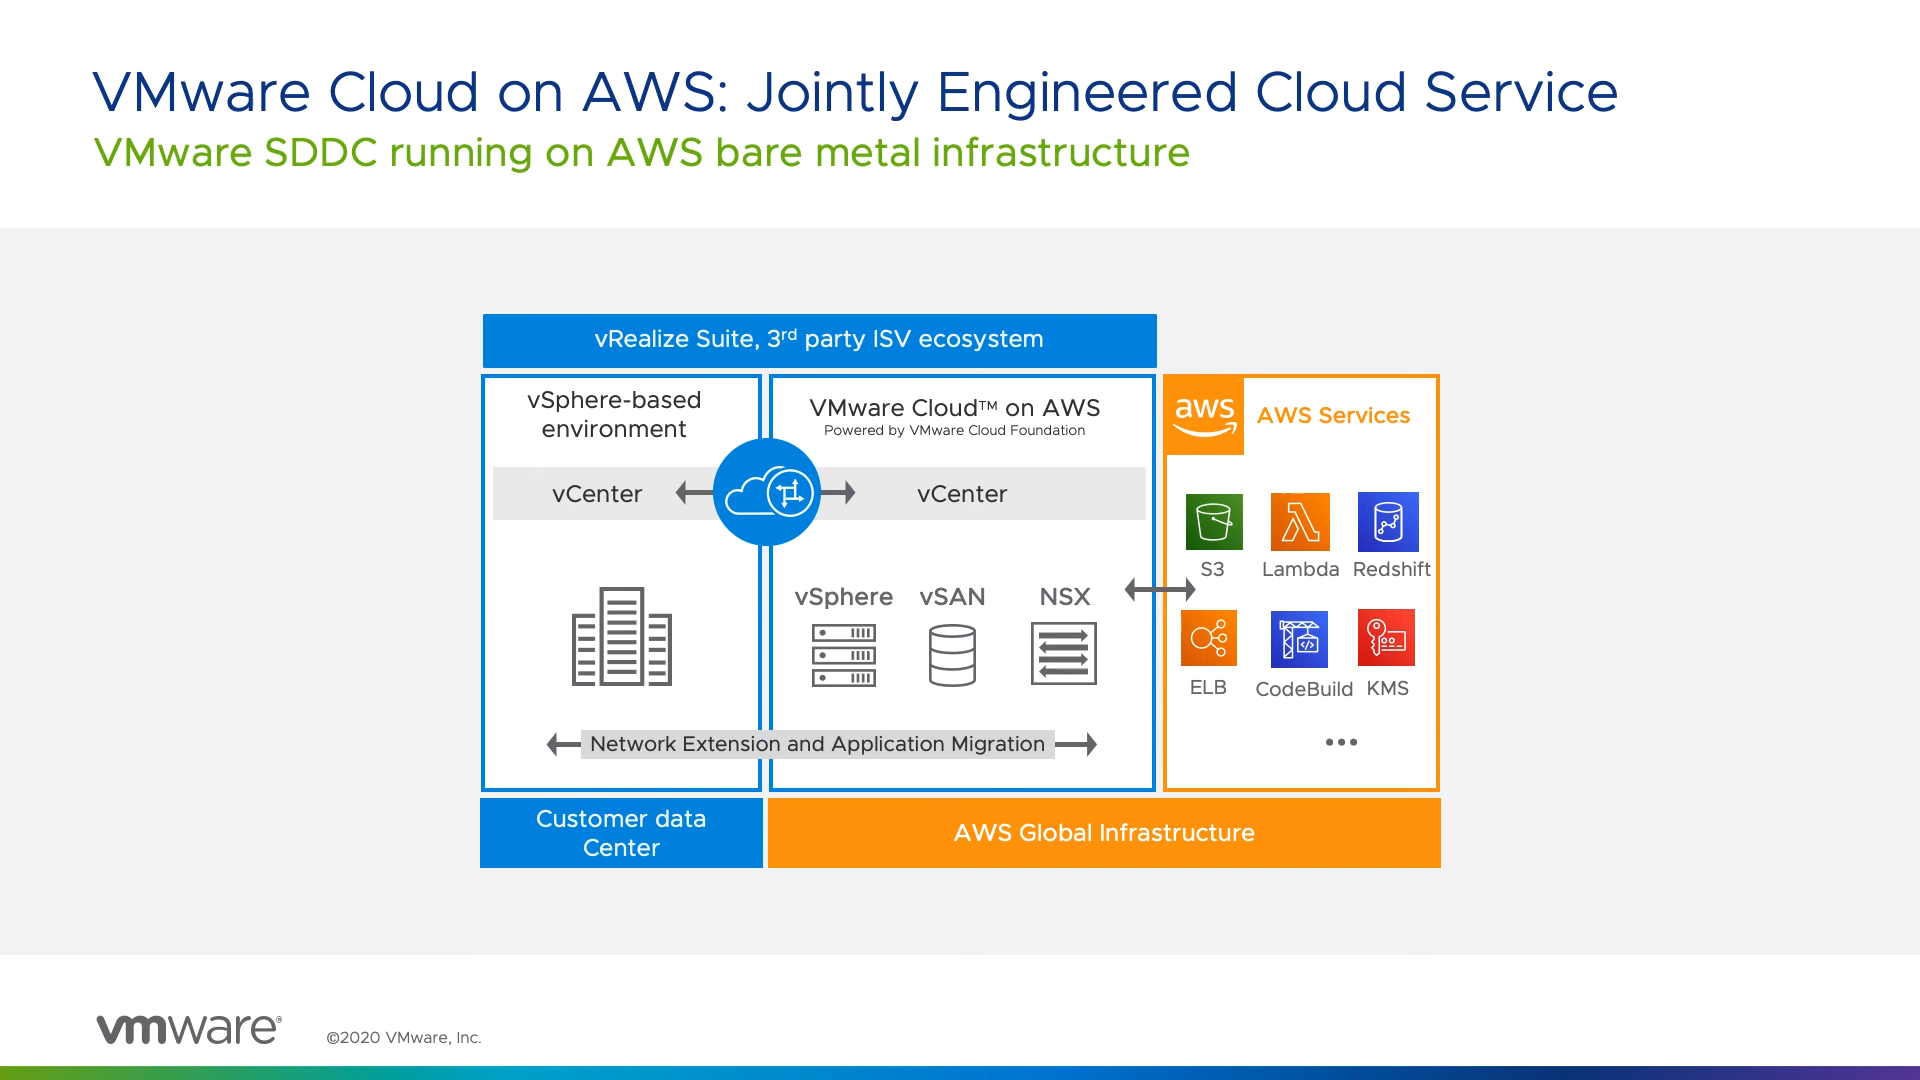 VMware Cloud on AWS: Jointly Engineered Cloud Service
VMware SDDC running on AWS bare metal infrastructure
vRealize Suite, 3rd party ISV ecosystem
vSphere-based
environment
VMware Cloud™ on AWS
Powered by VMware Cloud Foundation
aws
AWS Services
vCenter
vCenter
S3
Lambda
Redshift
vSphere
vSAN
NSX
ELB
CodeBuild
KMS
Network Extension and Application Migration
•••
Customer data
Center
AWS Global Infrastructure
vmware®
©2020 VMware, Inc.